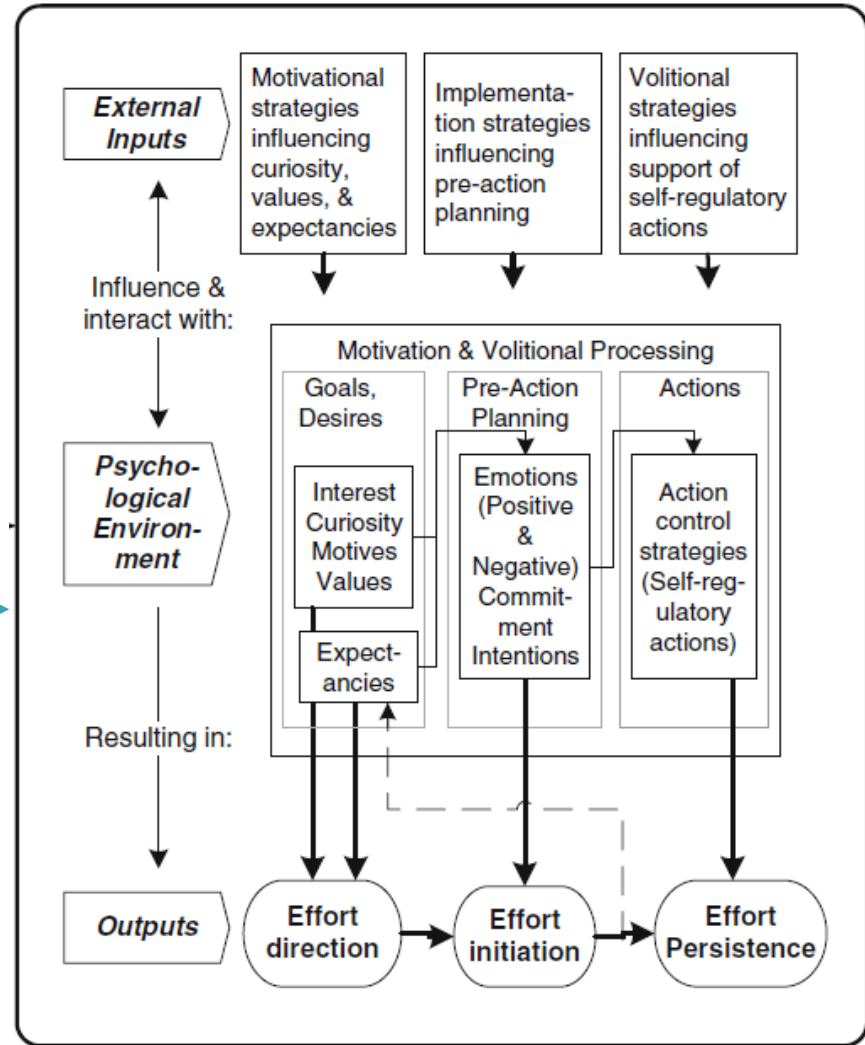 External
Inputs
Motivational
strategies
influencing
curiosity,
values, &
expectancies
Implementa-
tion strategies
influencing
pre-action
planning
Volitional
strategies
influencing
support of
self-regulatory
actions
Influence &
interact with:
Motivation & Volitional Processing
Goals,
Desires
Pre-Action
Planning
Actions
Psycho-
logical
Environ-
ment
Interest
Curiosity
Motives
Values
Expect-
ancies
Emotions
(Positive
&
Negative)
Commit-
ment
Intentions
Action
control
strategies
(Self-reg-
ulatory
actions)
Resulting in:
Outputs
Effort
direction
Effort
initiation
Effort
Persistence